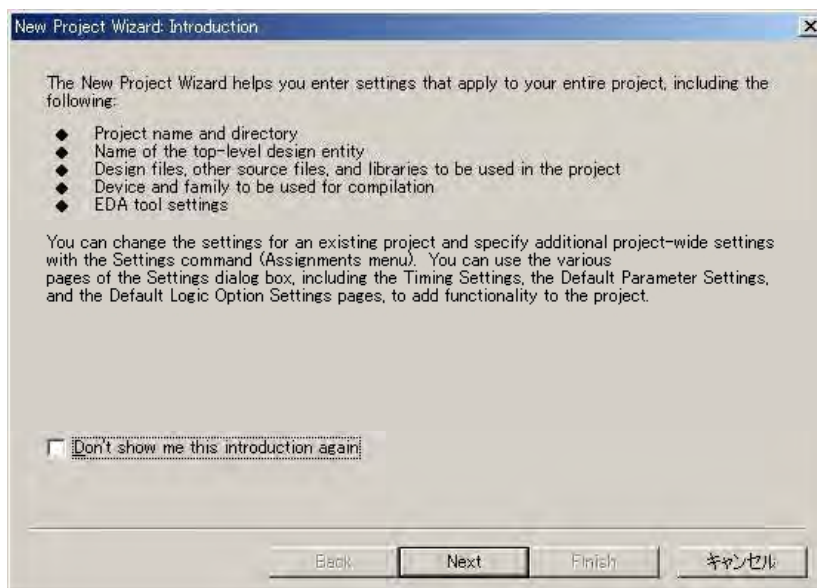 New Project Wizard: Introduction
The New Project Wizard helps you enter settings that apply to your entire project, including the
following:
Project name and directory
Name of the top-level design entity
Design files, other source files, and libraries to be used in the project
Device and family to be used for compilation
EDA tool settings
You can change the settings for an existing project and specify additional project-wide settings
with the Settings command (Assignments menu). You can use the various
pages of the Settings dialog box, including the Timing Settings, the Default Parameter Settings,
and the Default Logic Option Settings pages, to add functionality to the project.
Don't show me this introduction again
Back Next Finish キャンセル